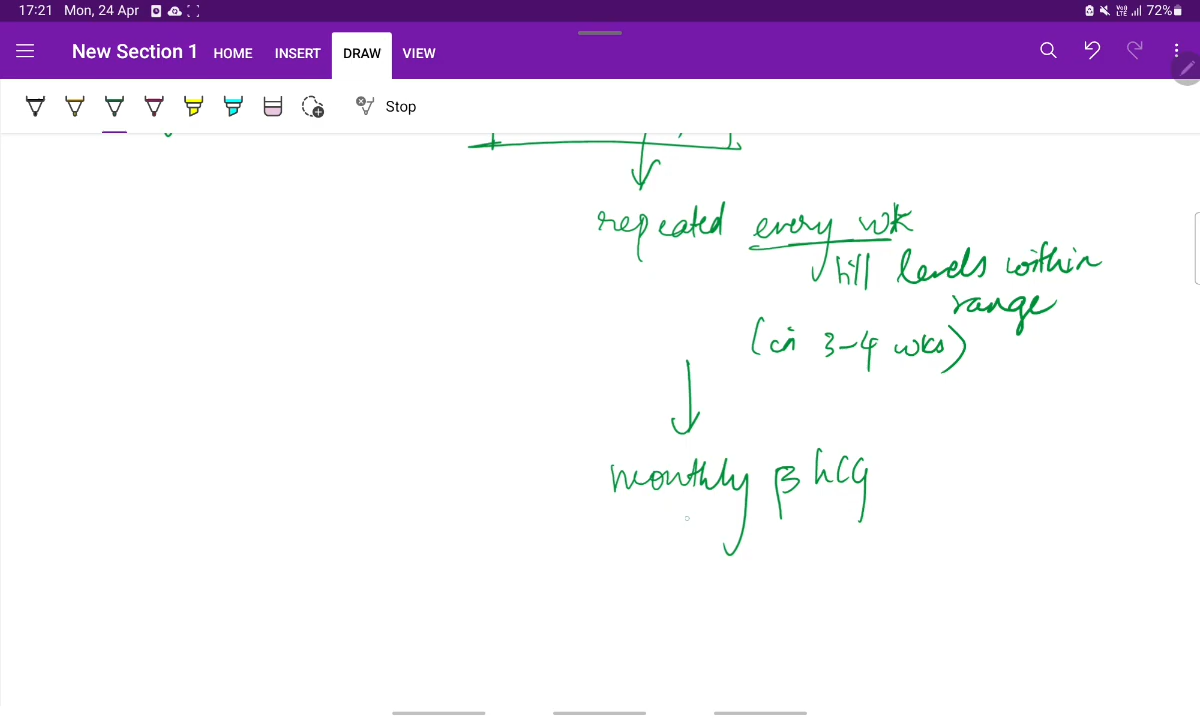 17:21 Mon, 24 Apr 72%
New Section 1 HOME INSERT DRAW VIEW
Stop
repeated every wk
till levels within
range
(in 3-4 wks)
monthly β hCG